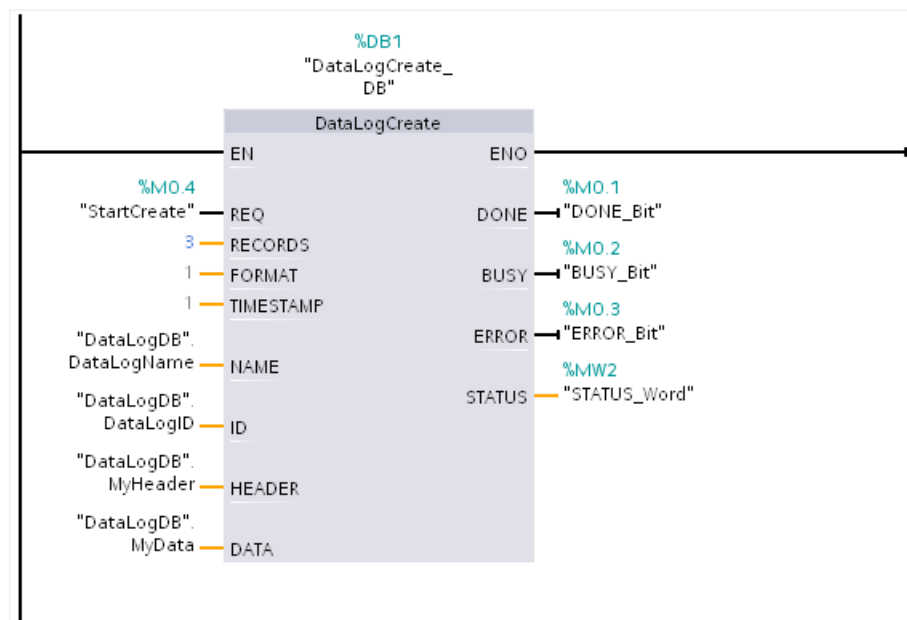 %DB1
"DataLogCreate_
DB"
DataLogCreate
EN
ENO
%M0.4
"StartCreate"
REQ
%M0.1
DONE
"DONE_Bit"
3
RECORDS
%M0.2
1
FORMAT
BUSY
"BUSY_Bit"
1
TIMESTAMP
%M0.3
ERROR
"ERROR_Bit"
"DataLogDB".
DataLogName
NAME
%MW2
STATUS
"STATUS_Word"
"DataLogDB".
DataLogID
ID
"DataLogDB".
MyHeader
HEADER
"DataLogDB".
MyData
DATA